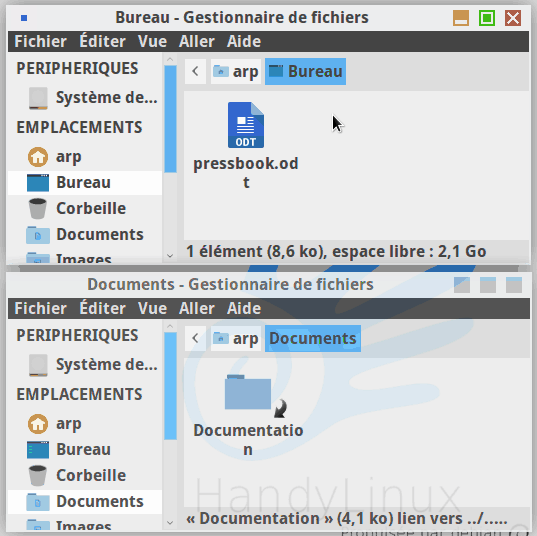 Bureau - Gestionnaire de fichiers
Fichier Éditer Vue Aller Aide
PERIPHERIQUES
Système de...
EMPLACEMENTS
arp
Bureau
Corbeille
Documents
Images
arp Bureau
ODT
pressbook.od
t
1 élément (8,6 ko), espace libre : 2,1 Go
Documents - Gestionnaire de fichiers
Fichier Éditer Vue Aller Aide
PERIPHERIQUES
Système de...
EMPLACEMENTS
arp
Bureau
Corbeille
Documents
Images
arp Documents
Documentatio
n
HandyLinux
« Documentation » (4,1 ko) lien vers ../.....